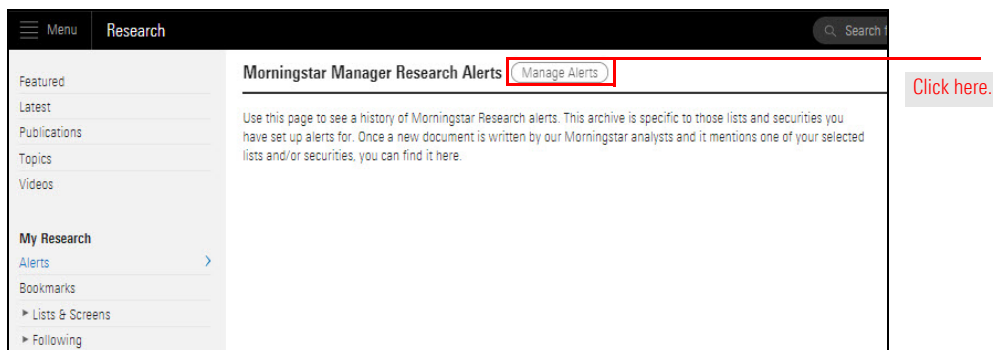 Menu
Research
Search f
Featured
Latest
Publications
Topics
Videos
My Research
Alerts
Bookmarks
Lists & Screens
Following
Morningstar Manager Research Alerts
Manage Alerts
Use this page to see a history of Morningstar Research alerts. This archive is specific to those lists and securities you
have set up alerts for. Once a new document is written by our Morningstar analysts and it mentions one of your selected
lists and/or securities, you can find it here.
Click here.